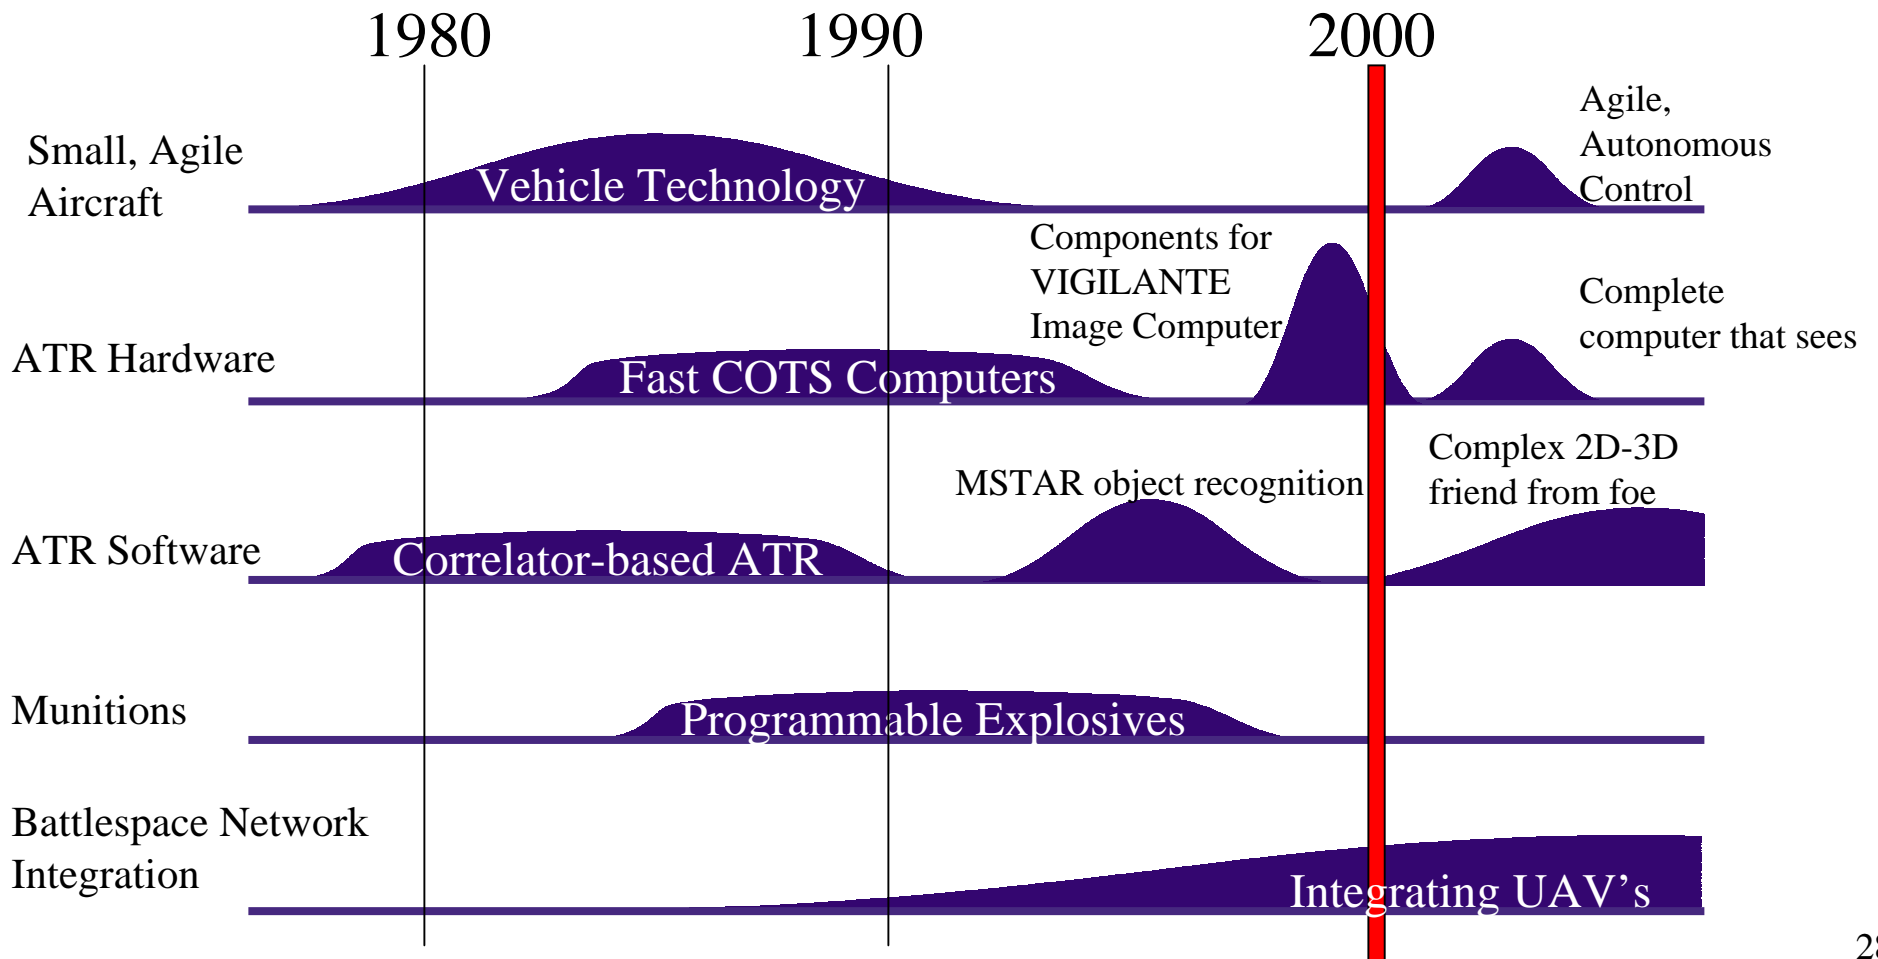 1980
1990
2000
Small, Agile
Aircraft
Vehicle Technology
Agile,
Autonomous
Control
ATR Hardware
Fast COTS Computers
Components for
VIGILANTE
Image Computer
Complete
computer that sees
ATR Software
Correlator-based ATR
MSTAR object recognition
Complex 2D-3D
friend from foe
Munitions
Programmable Explosives
Battlespace Network
Integration
Integrating UAV's